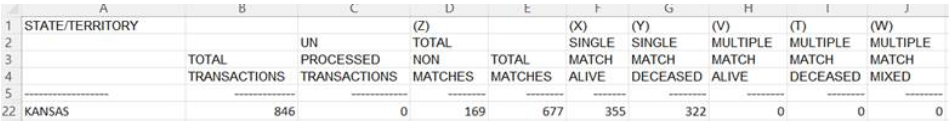 A B C D E F G H I J
1 STATE/TERRITORY (Z) (X) (Y) (V) (T) (W)
2 UN TOTAL SINGLE SINGLE MULTIPLE MULTIPLE MULTIPLE
3 TOTAL PROCESSED NON TOTAL MATCH MATCH MATCH MATCH MATCH
4 TRANSACTIONS TRANSACTIONS MATCHES MATCHES ALIVE DECEASED ALIVE DECEASED MIXED
5 ----------------- ------------- ------------ -------- -------- ------- -------- -------- -------- --------
22 KANSAS 846 0 169 677 355 322 0 0 0